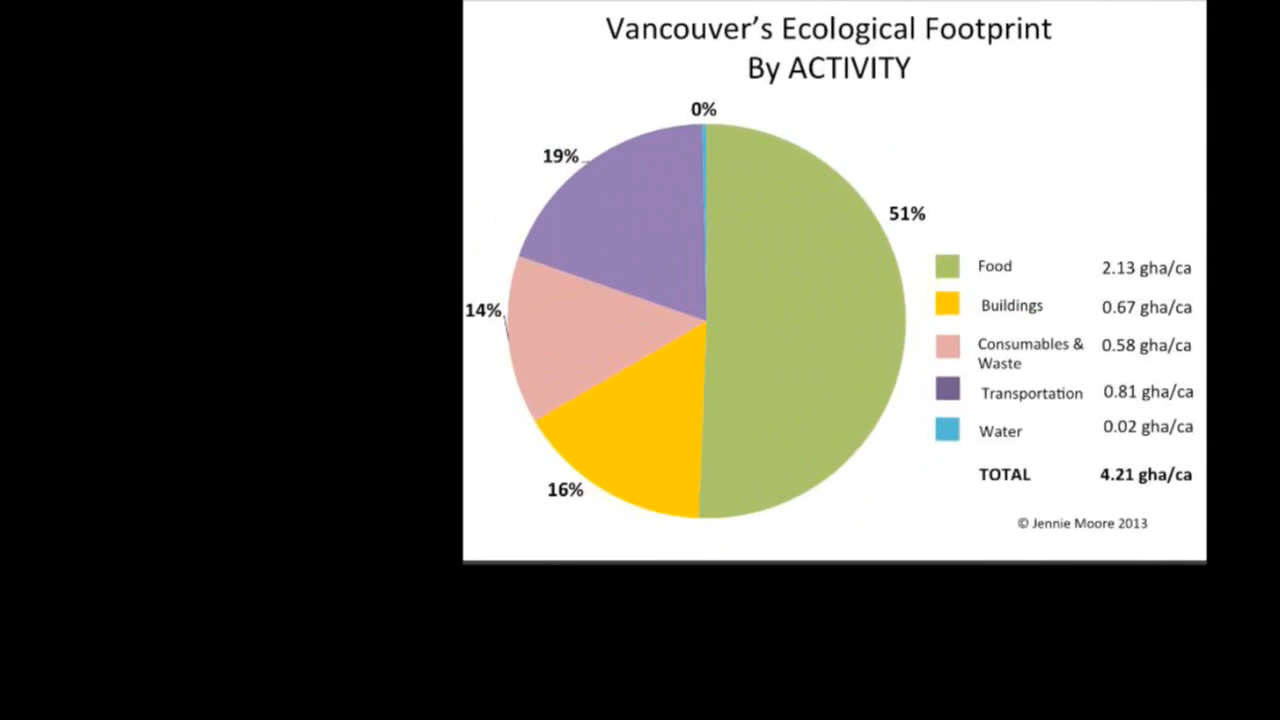 Vancouver’s Ecological Footprint
By ACTIVITY
0%
19%
51%
14%
16%
Food 2.13 gha/ca
Buildings 0.67 gha/ca
Consumables & 0.58 gha/ca
Waste
Transportation 0.81 gha/ca
Water 0.02 gha/ca
TOTAL 4.21 gha/ca
© Jennie Moore 2013